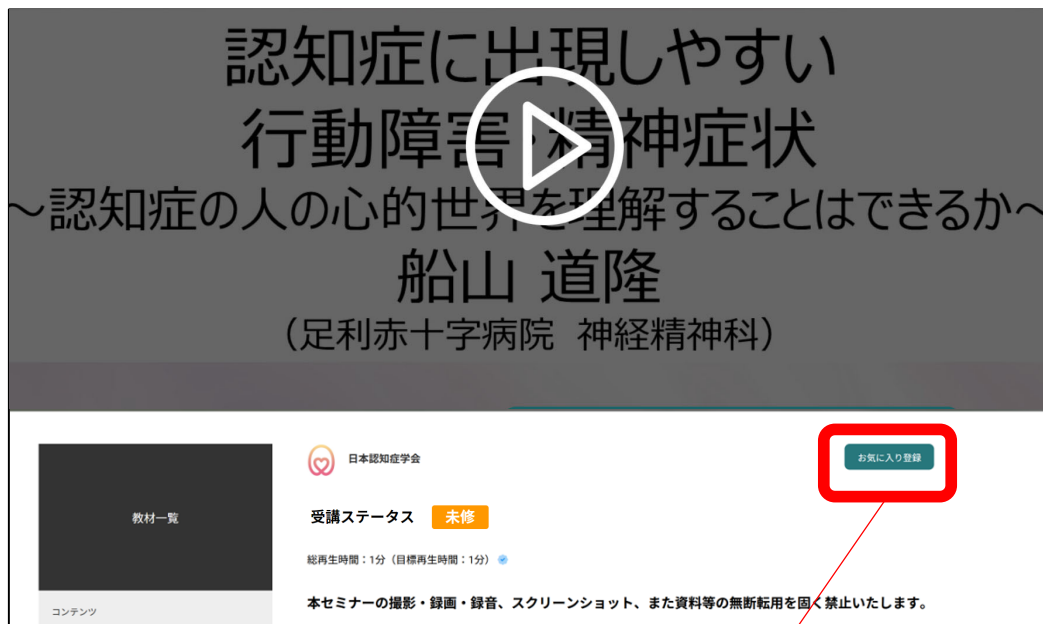 認知症に出現しやすい
行動障害・精神症状
～認知症の人の心的世界を理解することはできるか～
船山 道隆
（足利赤十字病院 神経精神科）
日本認知症学会
お気に入り登録
教材一覧
受講ステータス 未修
総再生時間：1分（目標再生時間：1分）
コンテンツ
本セミナーの撮影・録画・録音、スクリーンショット、また資料等の無断転用を固く禁止いたします。